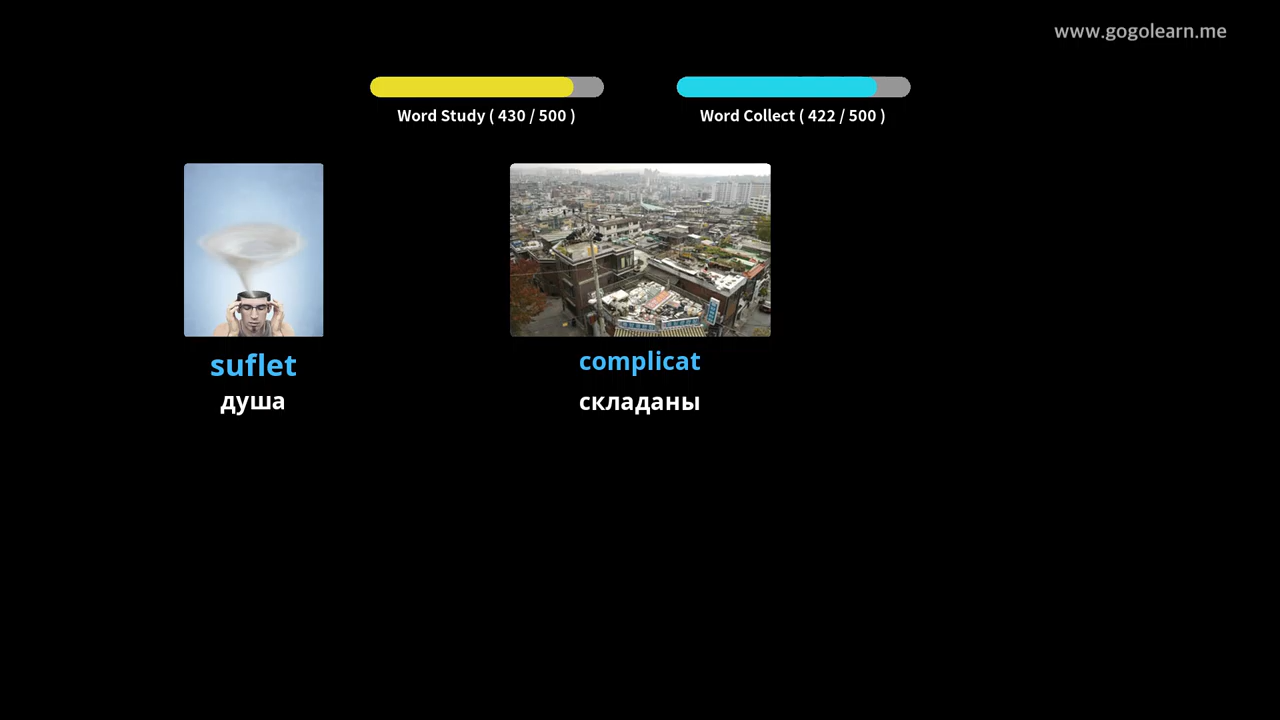 www.gogolearn.me
Word Study ( 430 / 500 )
Word Collect ( 422 / 500 )
suflet
душа
complicat
складаны